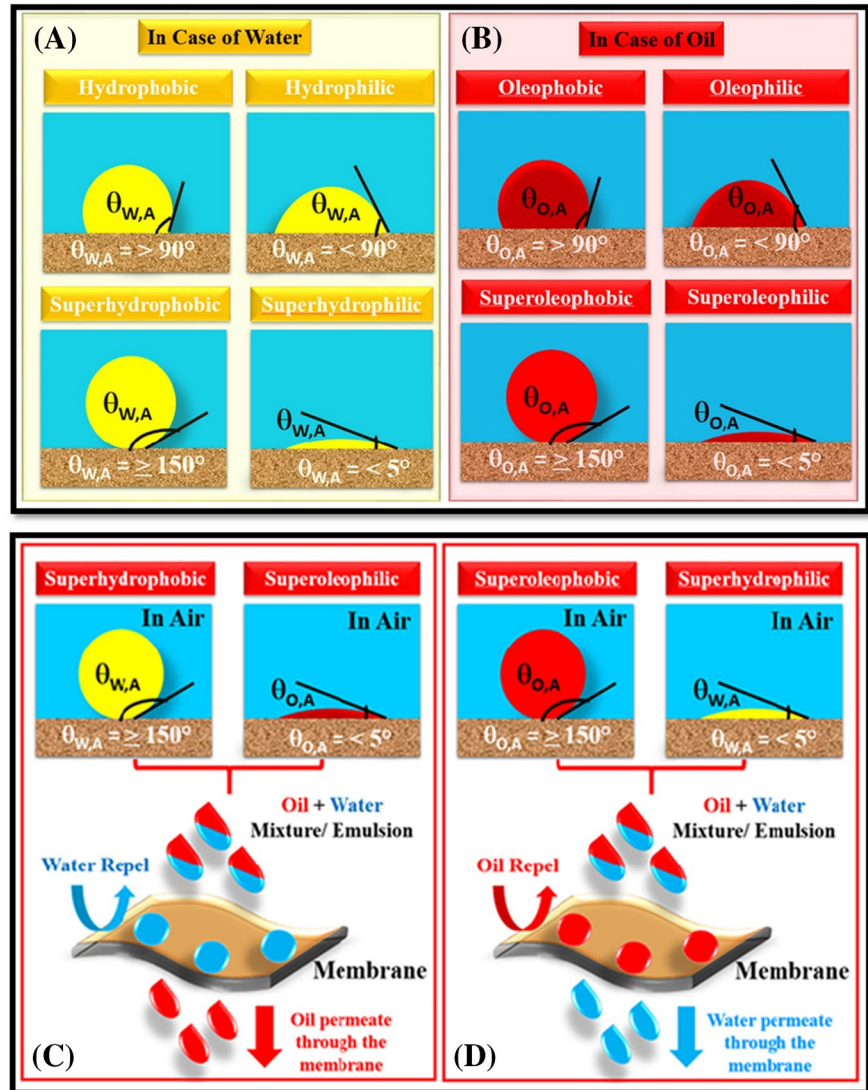 (A)
In Case of Water
Hydrophobic
Hydrophilic
θW,A
θW,A
θW,A = > 90°
θW,A = < 90°
Superhydrophobic
Superhydrophilic
θW,A
θW,A
θW,A = ≥ 150°
θW,A = < 5°
(B)
In Case of Oil
Oleophobic
Oleophilic
θO,A
θO,A
θO,A = > 90°
θO,A = < 90°
Superoleophobic
Superoleophilic
θO,A
θO,A
θO,A = ≥ 150°
θO,A = < 5°
Superhydrophobic
Superoleophilic
In Air
In Air
θW,A
θO,A
θW,A = ≥ 150°
θO,A = < 5°
Oil + Water
Mixture/ Emulsion
Water Repel
Membrane
Oil permeate
through the
membrane
(C)
Superoleophobic
Superhydrophilic
In Air
In Air
θO,A
θW,A
θO,A = ≥ 150°
θW,A = < 5°
Oil + Water
Mixture/ Emulsion
Oil Repel
Membrane
Water permeate
through the
membrane
(D)